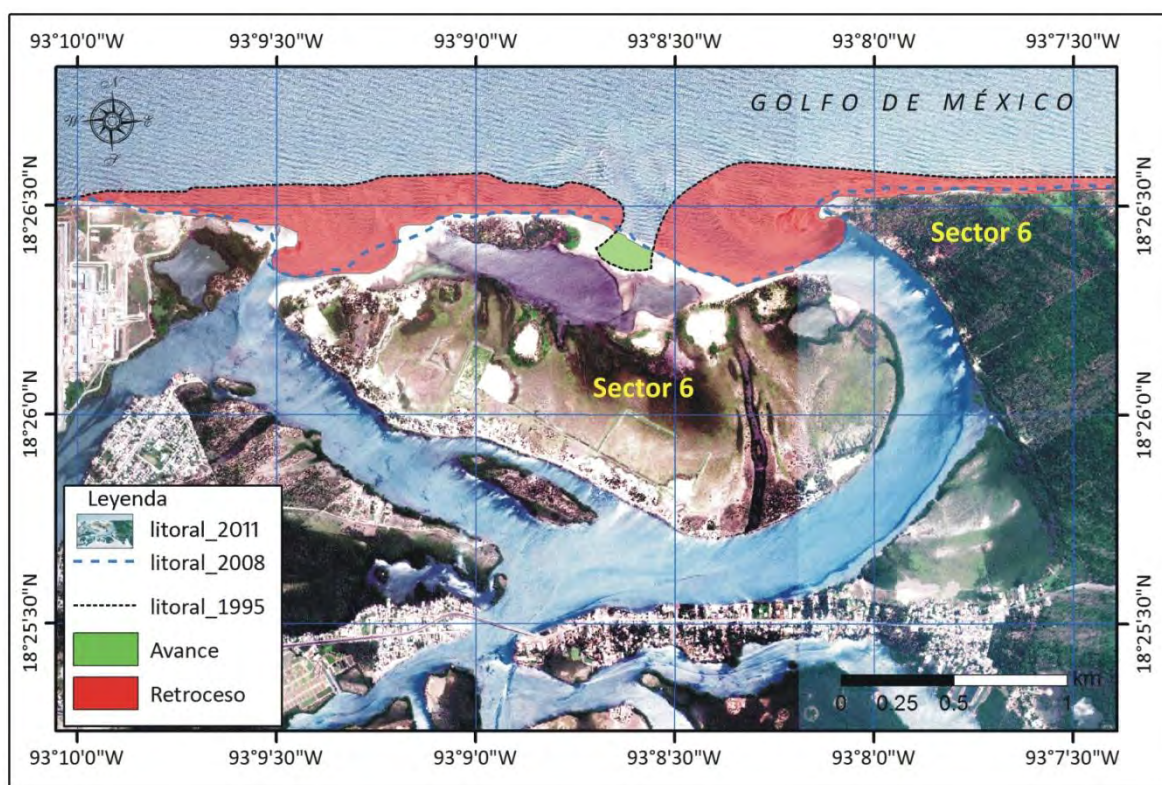 93°10'0"W 93°9'30"W 93°9'0"W 93°8'30"W 93°8'0"W 93°7'30"W
N
W E
S
GOLFO DE MÉXICO
18°26'30"N 18°26'30"N
Sector 6
Sector 6
18°26'0"N 18°26'0"N
Leyenda
litoral_2011
litoral_2008
litoral_1995
Avance
Retroceso
18°25'30"N 18°25'30"N
km
0 0.25 0.5 1
93°10'0"W 93°9'30"W 93°9'0"W 93°8'30"W 93°8'0"W 93°7'30"W